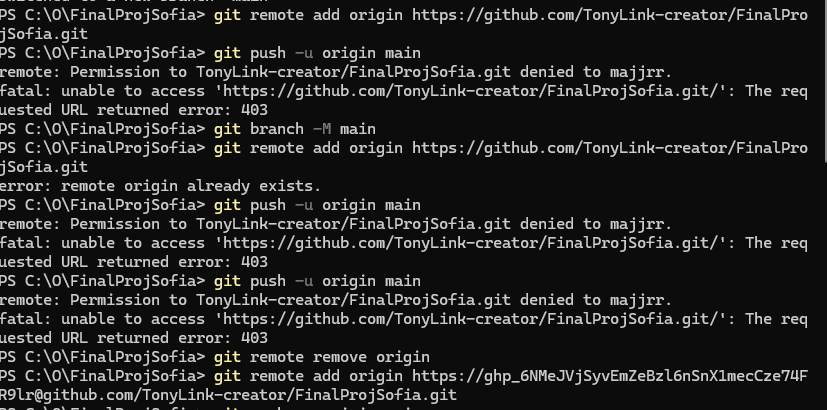 PS C:\O\FinalProjSofia> git remote add origin https://github.com/TonyLink-creator/FinalPro
jSofia.git
PS C:\O\FinalProjSofia> git push -u origin main
remote: Permission to TonyLink-creator/FinalProjSofia.git denied to majjrr.
fatal: unable to access 'https://github.com/TonyLink-creator/FinalProjSofia.git/': The req
uested URL returned error: 403
PS C:\O\FinalProjSofia> git branch -M main
PS C:\O\FinalProjSofia> git remote add origin https://github.com/TonyLink-creator/FinalPro
jSofia.git
error: remote origin already exists.
PS C:\O\FinalProjSofia> git push -u origin main
remote: Permission to TonyLink-creator/FinalProjSofia.git denied to majjrr.
fatal: unable to access 'https://github.com/TonyLink-creator/FinalProjSofia.git/': The req
uested URL returned error: 403
PS C:\O\FinalProjSofia> git push -u origin main
remote: Permission to TonyLink-creator/FinalProjSofia.git denied to majjrr.
fatal: unable to access 'https://github.com/TonyLink-creator/FinalProjSofia.git/': The req
uested URL returned error: 403
PS C:\O\FinalProjSofia> git remote remove origin
PS C:\O\FinalProjSofia> git remote add origin https://ghp_6NMeJVjSyvEmZeBzl6nSnX1mecCze74F
R9lr@github.com/TonyLink-creator/FinalProjSofia.git